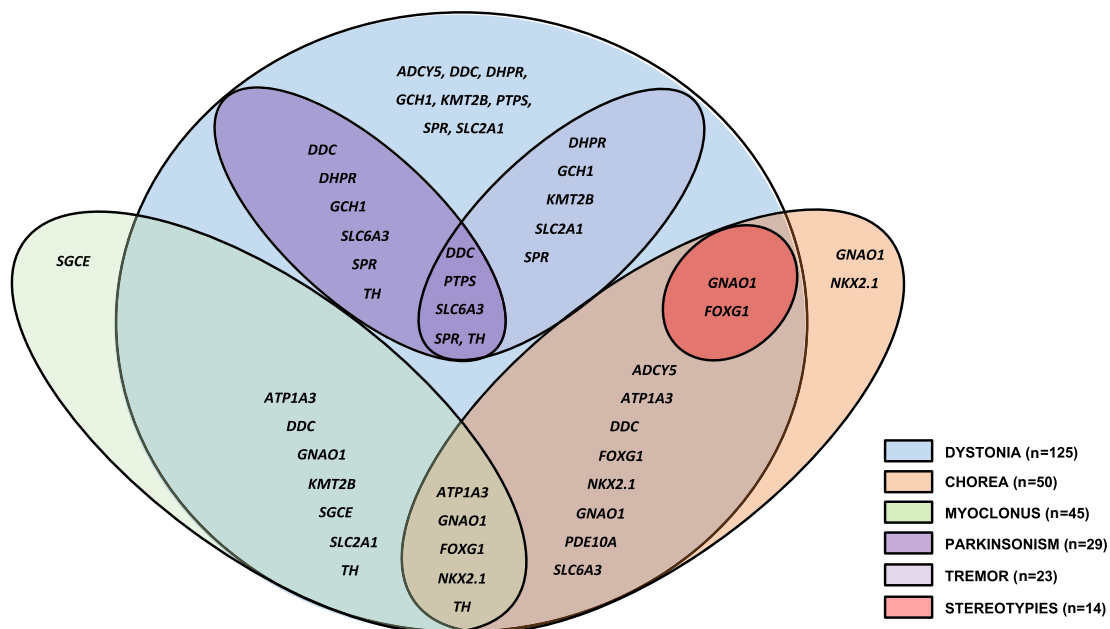 ADCY5, DDC, DHPR,
GCH1, KMT2B, PTPS,
SPR, SLC2A1
DDC
DHPR
GCH1
SLC6A3
SPR
TH
DHPR
GCH1
KMT2B
SLC2A1
SPR
DDC
PTPS
SLC6A3
SPR, TH
SGCE
GNAO1
FOXG1
GNAO1
NKX2.1
ATP1A3
DDC
GNAO1
KMT2B
SGCE
SLC2A1
TH
ATP1A3
GNAO1
FOXG1
NKX2.1
TH
ADCY5
ATP1A3
DDC
FOXG1
NKX2.1
GNAO1
PDE10A
SLC6A3
DYSTONIA (n=125)
CHOREA (n=50)
MYOCLONUS (n=45)
PARKINSONISM (n=29)
TREMOR (n=23)
STEREOTYPIES (n=14)